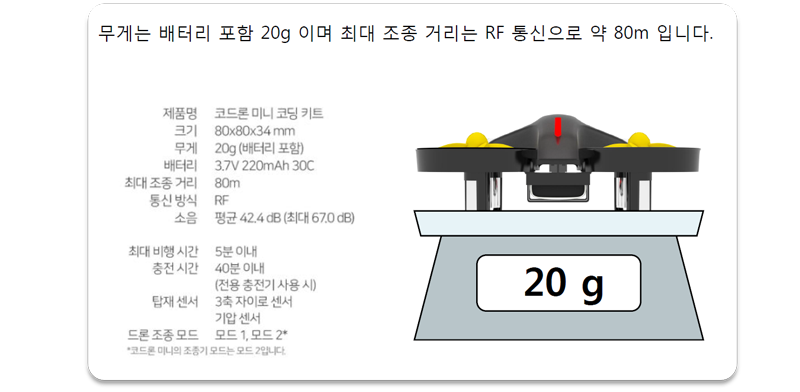 무게는 배터리 포함 20g 이며 최대 조종 거리는 RF 통신으로 약 80m 입니다.
제품명 코드론 미니 코딩 키트
크기 80x80x34 mm
무게 20g (배터리 포함)
배터리 3.7V 220mAh 30C
최대 조종 거리 80m
통신 방식 RF
소음 평균 42.4 dB (최대 67.0 dB)
최대 비행 시간 5분 이내
충전 시간 40분 이내
(전용 충전기 사용 시)
탑재 센서 3축 자이로 센서
기압 센서
드론 조종 모드 모드 1, 모드 2*
*코드론 미니의 조종기 모드는 모드 2입니다.
20 g